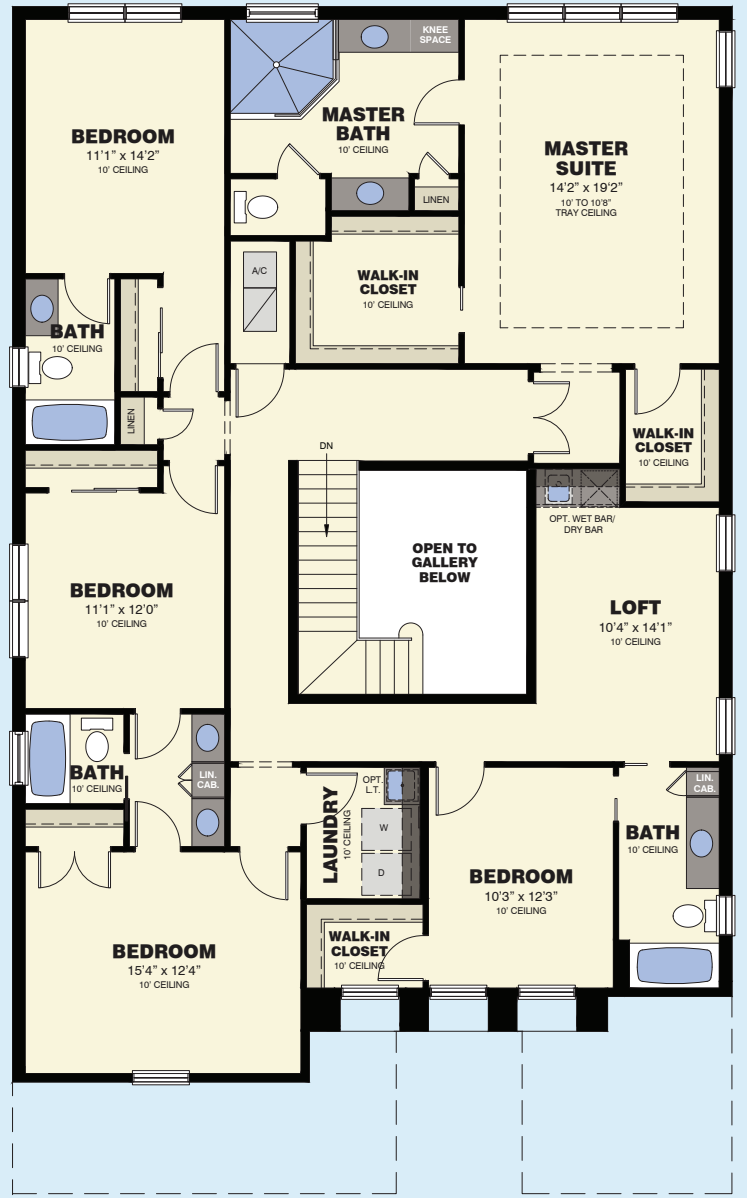 KNEE
SPACE
BEDROOM
11'1" x 14'2"
10' CEILING
MASTER
BATH
10' CEILING
MASTER
SUITE
14'2" x 19'2"
10' TO 10'8"
TRAY CEILING
LINEN
A/C
WALK-IN
CLOSET
10' CEILING
BATH
10' CEILING
LINEN
WALK-IN
CLOSET
10' CEILING
DN
OPT. WET BAR/
DRY BAR
OPEN TO
GALLERY
BELOW
BEDROOM
11'1" x 12'0"
10' CEILING
LOFT
10'4" x 14'1"
10' CEILING
BATH
10' CEILING
LIN.
CAB.
OPT.
L.T.
LAUNDRY
10' CEILING
W
D
LIN.
CAB.
BATH
10' CEILING
BEDROOM
10'3" x 12'3"
10' CEILING
WALK-IN
CLOSET
10' CEILING
BEDROOM
15'4" x 12'4"
10' CEILING